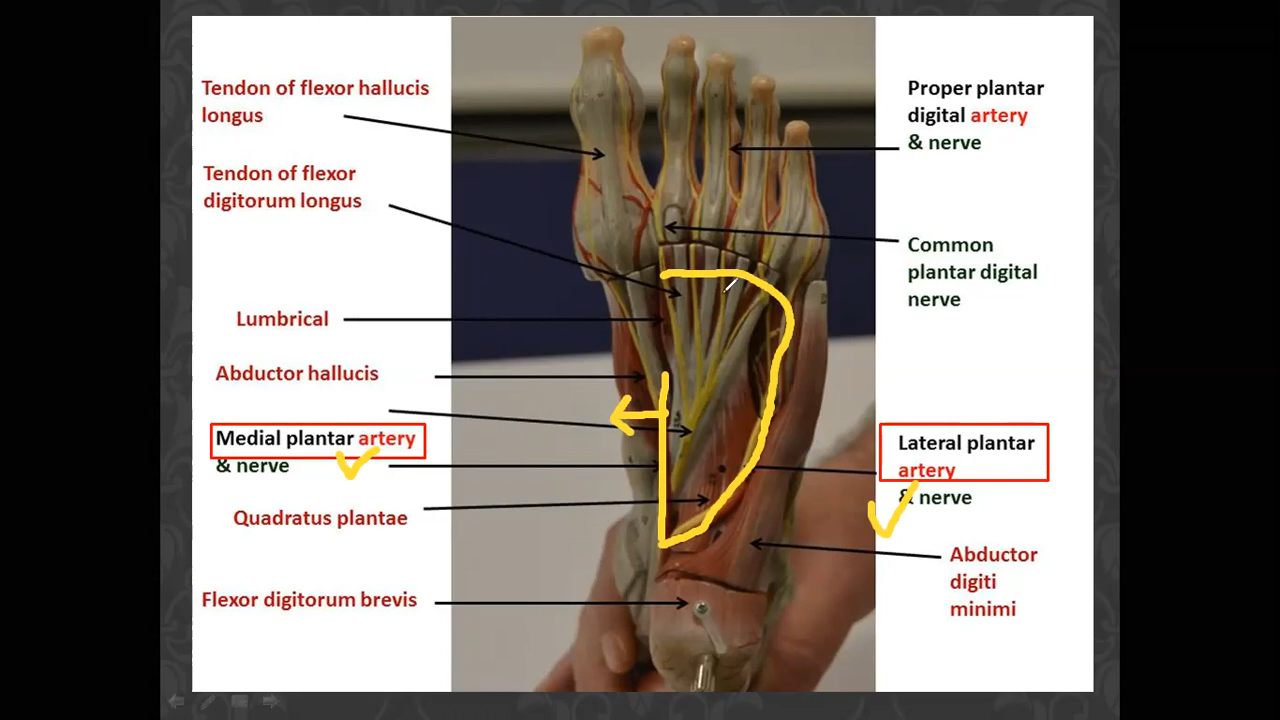 Tendon of flexor hallucis
longus
Tendon of flexor
digitorum longus
Lumbrical
Abductor hallucis
Medial plantar artery
& nerve
Quadratus plantae
Flexor digitorum brevis
Proper plantar
digital artery
& nerve
Common
plantar digital
nerve
Lateral plantar
artery
& nerve
Abductor
digiti
minimi